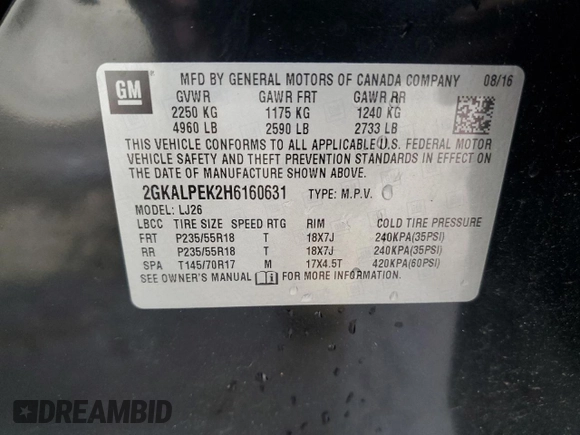 GM
MFD BY GENERAL MOTORS OF CANADA COMPANY 08/16
GVWR GAWR FRT GAWR RR
2250 KG 1175 KG 1240 KG
4960 LB 2590 LB 2733 LB
THIS VEHICLE CONFORMS TO ALL APPLICABLE U.S. FEDERAL MOTOR
VEHICLE SAFETY AND THEFT PREVENTION STANDARDS IN EFFECT ON
THE DATE OF MANUFACTURE SHOWN ABOVE.
2GKALPEK2H6160631 TYPE: M.P.V.
MODEL: LJ26
LBCC TIRE SIZE SPEED RTG RIM COLD TIRE PRESSURE
FRT P235/55R18 T 18X7J 240KPA(35PSI)
RR P235/55R18 T 18X7J 240KPA(35PSI)
SPA T145/70R17 M 17X4.5T 420KPA(60PSI)
SEE OWNER'S MANUAL FOR MORE INFORMATION.
DREAMBID